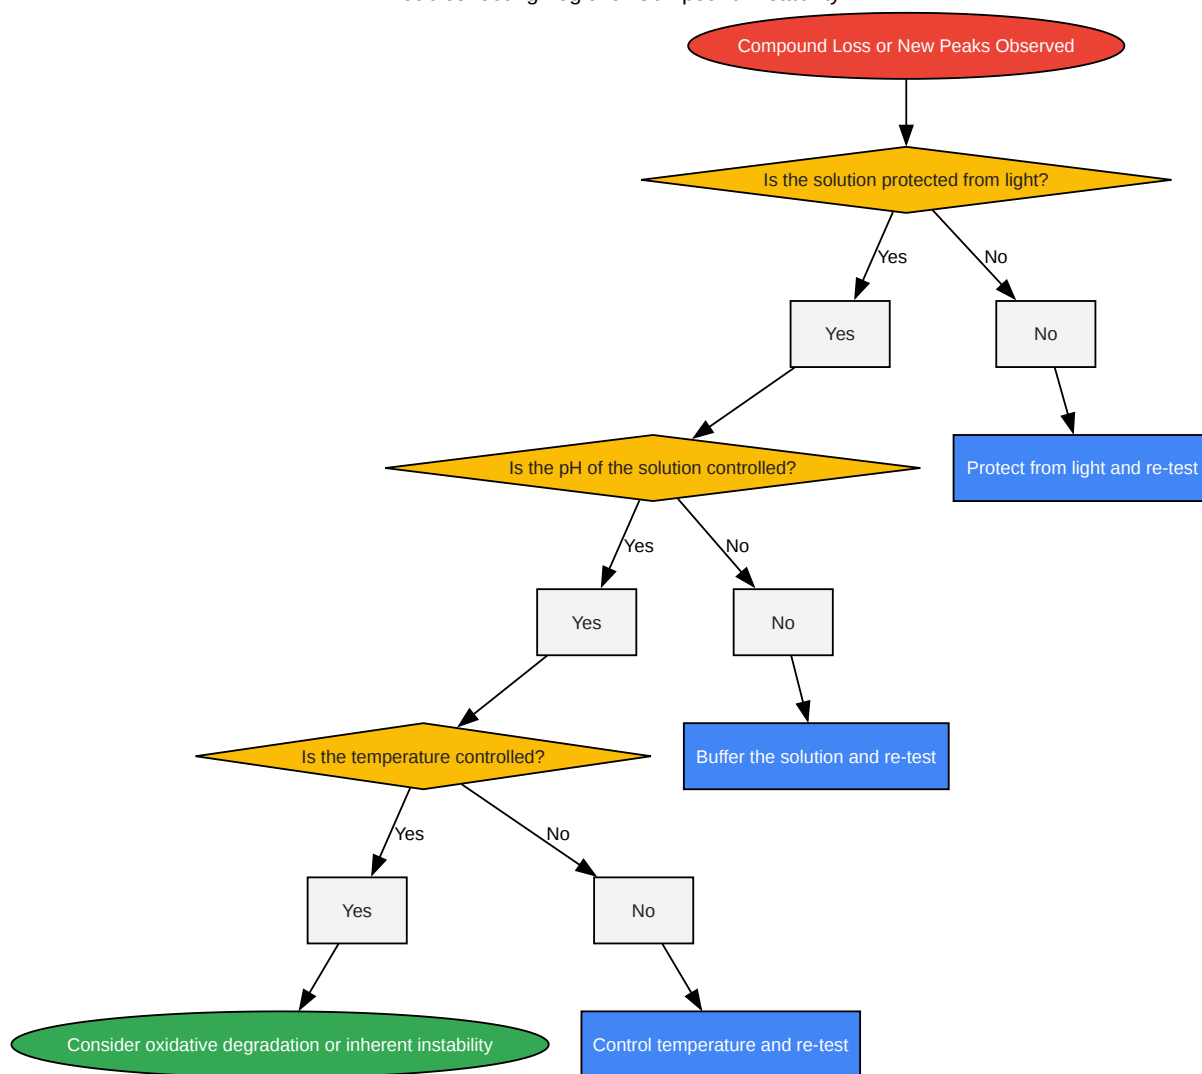 Compound Loss or New Peaks Observed
Is the solution protected from light?
Yes
No
Yes
No
Is the pH of the solution controlled?
Protect from light and re-test
Yes
No
Yes
No
Is the temperature controlled?
Buffer the solution and re-test
Yes
No
Yes
No
Consider oxidative degradation or inherent instability
Control temperature and re-test